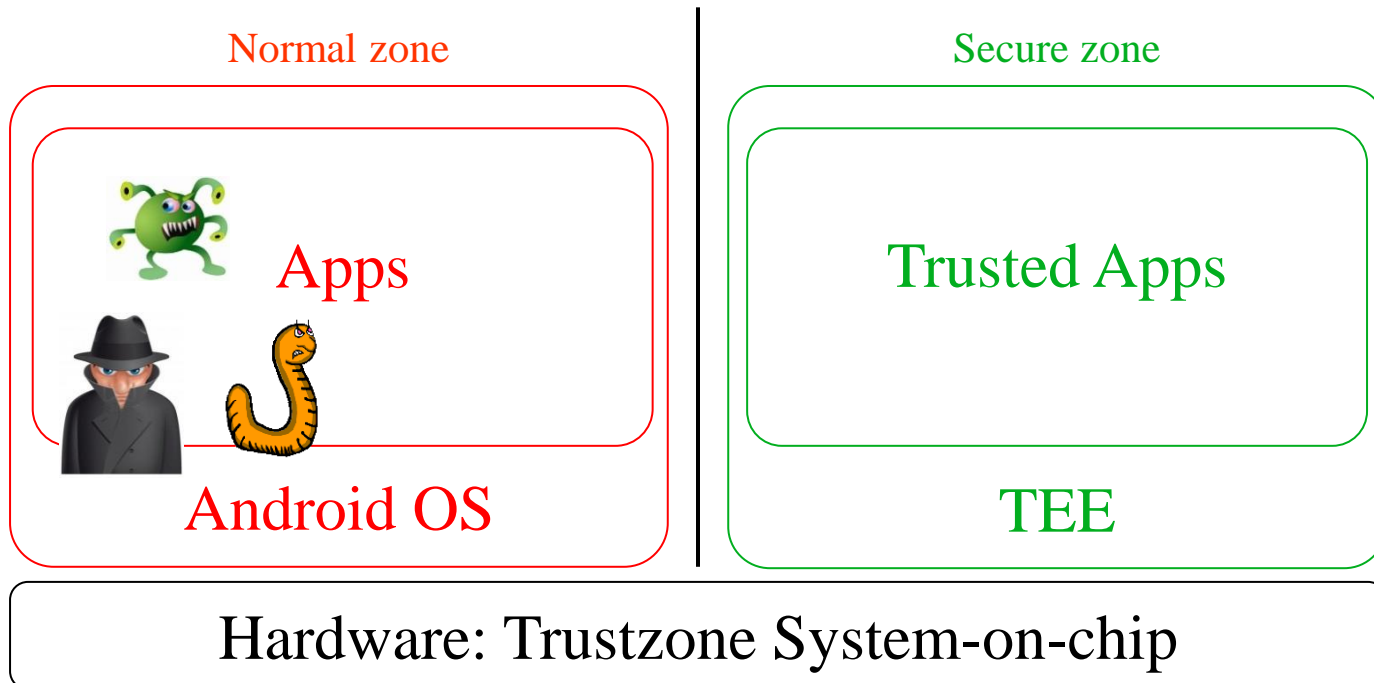 Normal zone
Secure zone
Apps
Trusted Apps
Android OS
TEE
Hardware: Trustzone System-on-chip